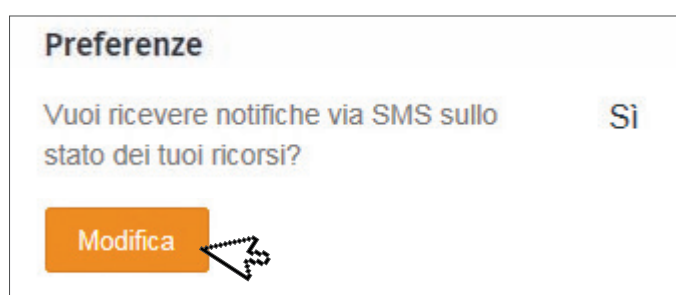 Preferenze
Vuoi ricevere notifiche via SMS sullo Sì
stato dei tuoi ricorsi?
Modifica